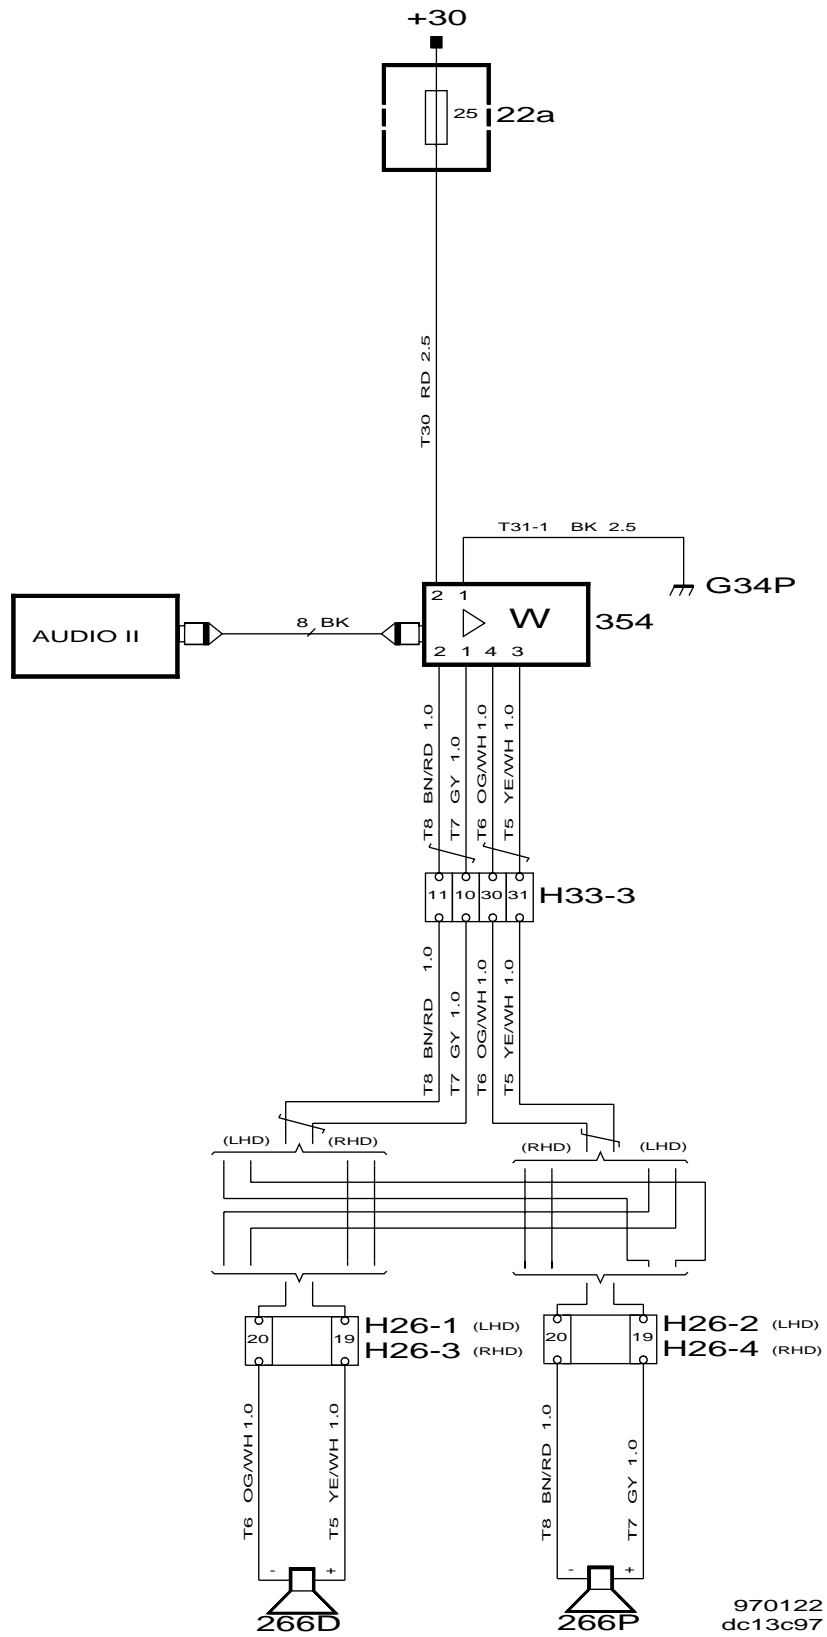 +30
25
22a
T30 RD 2.5
T31-1 BK 2.5
G34P
2 1
AUDIO II
8 BK
W
354
2 1 4 3
T8 BN/RD 1.0
T7 GY 1.0
T6 OG/WH 1.0
T5 YE/WH 1.0
11 10 30 31
H33-3
T8 BN/RD 1.0
T7 GY 1.0
T6 OG/WH 1.0
T5 YE/WH 1.0
(LHD) (RHD)
(RHD) (LHD)
20 19
H26-1 (LHD)
H26-3 (RHD)
20 19
H26-2 (LHD)
H26-4 (RHD)
T6 OG/WH 1.0
T5 YE/WH 1.0
T8 BN/RD 1.0
T7 GY 1.0
- +
- +
266D
266P
970122
dc13c97